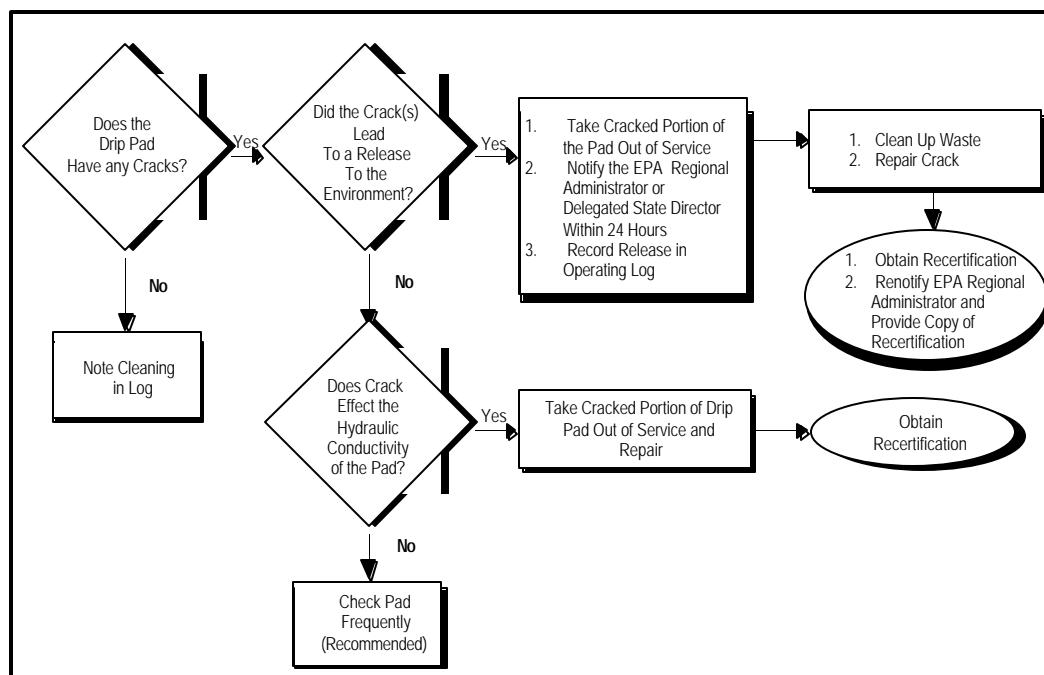 Does the
Drip Pad
Have any Cracks?
Yes
No
Note Cleaning
in Log
Did the Crack(s)
Lead
To a Release
To the
Environment?
Yes
No
1. Take Cracked Portion of
the Pad Out of Service
2. Notify the EPA Regional
Administrator or
Delegated State Director
Within 24 Hours
3. Record Release in
Operating Log
1. Clean Up Waste
2. Repair Crack
1. Obtain Recertification
2. Renotify EPA Regional
Administrator and
Provide Copy of
Recertification
Does Crack
Effect the
Hydraulic
Conductivity
of the Pad?
Yes
No
Take Cracked Portion of Drip
Pad Out of Service and
Repair
Obtain
Recertification
Check Pad
Frequently
(Recommended)